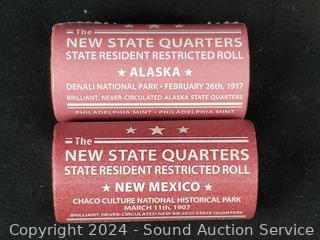 The
NEW STATE QUARTERS
STATE RESIDENT RESTRICTED ROLL
★ ALASKA ★
DENALI NATIONAL PARK • FEBRUARY 26th, 1917
BRILLIANT, NEVER-CIRCULATED ALASKA STATE QUARTERS
PHILADELPHIA MINT • PHILADELPHIA MINT
The
NEW STATE QUARTERS
STATE RESIDENT RESTRICTED ROLL
★ NEW MEXICO ★
CHACO CULTURE NATIONAL HISTORICAL PARK
MARCH 11th, 1907
BRILLIANT, NEVER-CIRCULATED NEW MEXICO STATE QUARTERS
Copyright 2024 - Sound Auction Service